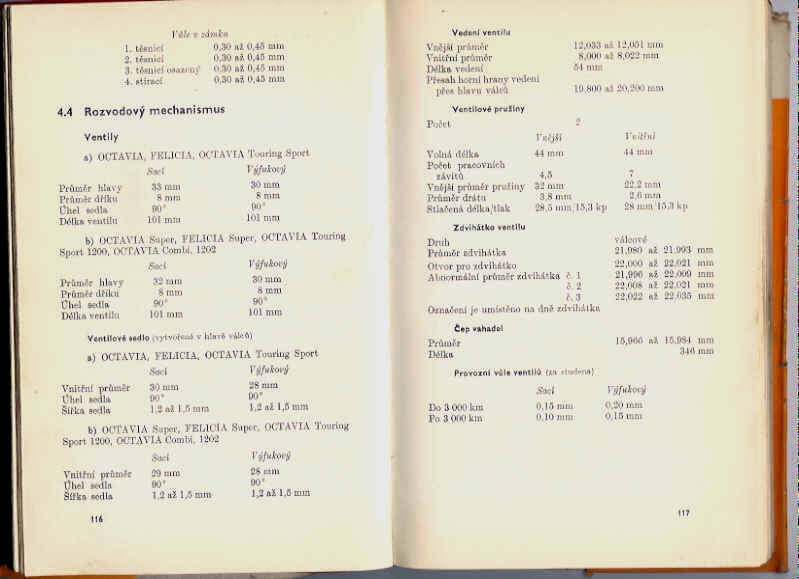 Vůle v zámku
1. těsnicí 0,30 až 0,45 mm
2. těsnicí 0,30 až 0,45 mm
3. těsnicí osazený 0,30 až 0,45 mm
4. stírací 0,30 až 0,45 mm
4.4 Rozvodový mechanismus
Ventily
a) OCTAVIA, FELICIA, OCTAVIA Touring Sport
Sací Výfukový
Průměr hlavy 33 mm 30 mm
Průměr dříku 8 mm 8 mm
Úhel sedla 90° 90°
Délka ventilu 101 mm 101 mm
b) OCTAVIA Super, FELICIA Super, OCTAVIA Touring
Sport 1200, OCTAVIA Combi, 1202
Sací Výfukový
Průměr hlavy 32 mm 30 mm
Průměr dříku 8 mm 8 mm
Úhel sedla 90° 90°
Délka ventilu 101 mm 101 mm
Ventilové sedlo (vytvořené v hlavě válců)
a) OCTAVIA, FELICIA, OCTAVIA Touring Sport
Sací Výfukový
Vnitřní průměr 30 mm 28 mm
Úhel sedla 90° 90°
Šířka sedla 1,2 až 1,5 mm 1,2 až 1,5 mm
b) OCTAVIA Super, FELICIA Super, OCTAVIA Touring
Sport 1200, OCTAVIA Combi, 1202
Sací Výfukový
Vnitřní průměr 29 mm 28 mm
Úhel sedla 90° 90°
Šířka sedla 1,2 až 1,5 mm 1,2 až 1,5 mm
116
Vedení ventilu
Vnější průměr 12,033 až 12,051 mm
Vnitřní průměr 8,000 až 8,022 mm
Délka vedení 54 mm
Přesah horní hrany vedení
přes hlavu válců 19,800 až 20,200 mm
Ventilové pružiny
Počet 2
Vnější Vnitřní
Volná délka 44 mm 44 mm
Počet pracovních
závitů 4,5 7
Vnější průměr pružiny 32 mm 22,2 mm
Průměr drátu 3,8 mm 2,6 mm
Stlačená délka/tlak 28,5 mm/15,3 kp 28 mm/15,3 kp
Zdvihátko ventilu
Druh válcové
Průměr zdvihátka 21,980 až 21,993 mm
Otvor pro zdvihátko 22,000 až 22,021 mm
Abnormální průměr zdvihátka č. 1 21,996 až 22,009 mm
č. 2 22,008 až 22,021 mm
č. 3 22,022 až 22,035 mm
Označení je umístěno na dně zdvihátka
Čep vahadel
Průměr 15,966 až 15,984 mm
Délka 346 mm
Provozní vůle ventilů (za studena)
Sací Výfukový
Do 3 000 km 0,15 mm 0,20 mm
Po 3 000 km 0,10 mm 0,15 mm
117